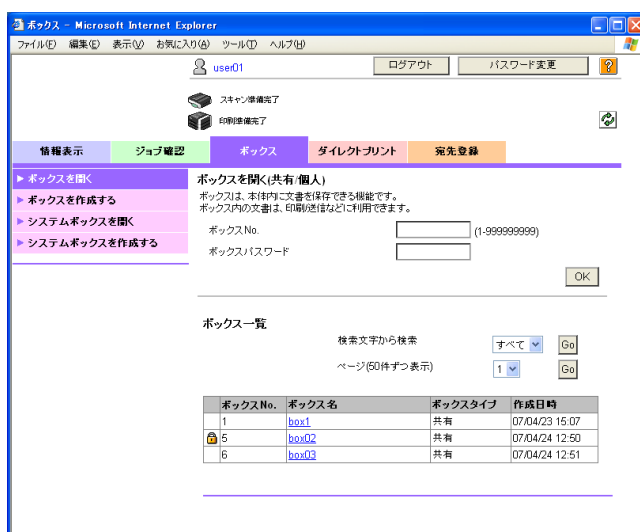 ボックス - Microsoft Internet Explorer
ファイル(F) 編集(E) 表示(V) お気に入り(A) ツール(T) ヘルプ(H)
user01 ログアウト パスワード変更 ?
スキャン準備完了
印刷準備完了
情報表示 ジョブ確認 ボックス ダイレクトプリント 宛先登録
ボックスを開く
ボックスを作成する
システムボックスを開く
システムボックスを作成する
ボックスを開く(共有/個人)
ボックスは、本体内に文書を保存できる機能です。
ボックス内の文書は、印刷/送信などに利用できます。
ボックスNo. (1-999999999)
ボックスパスワード
OK
ボックス一覧
検索文字から検索 すべて Go
ページ(50件ずつ表示) 1 Go
ボックスNo. ボックス名 ボックスタイプ 作成日時
1 box1 共有 07/04/23 15:07
5 box02 共有 07/04/24 12:50
6 box03 共有 07/04/24 12:51